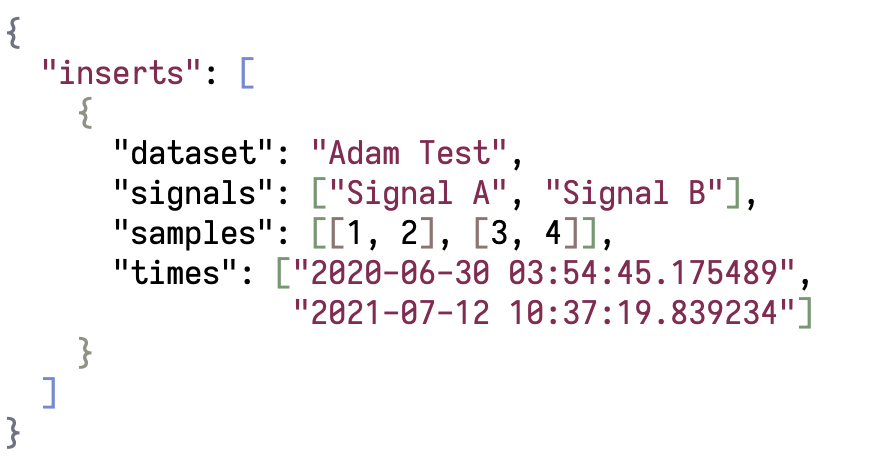 {
  "inserts": [
    {
      "dataset": "Adam Test",
      "signals": ["Signal A", "Signal B"],
      "samples": [[1, 2], [3, 4]],
      "times": ["2020-06-30 03:54:45.175489",
                "2021-07-12 10:37:19.839234"]
    }
  ]
}